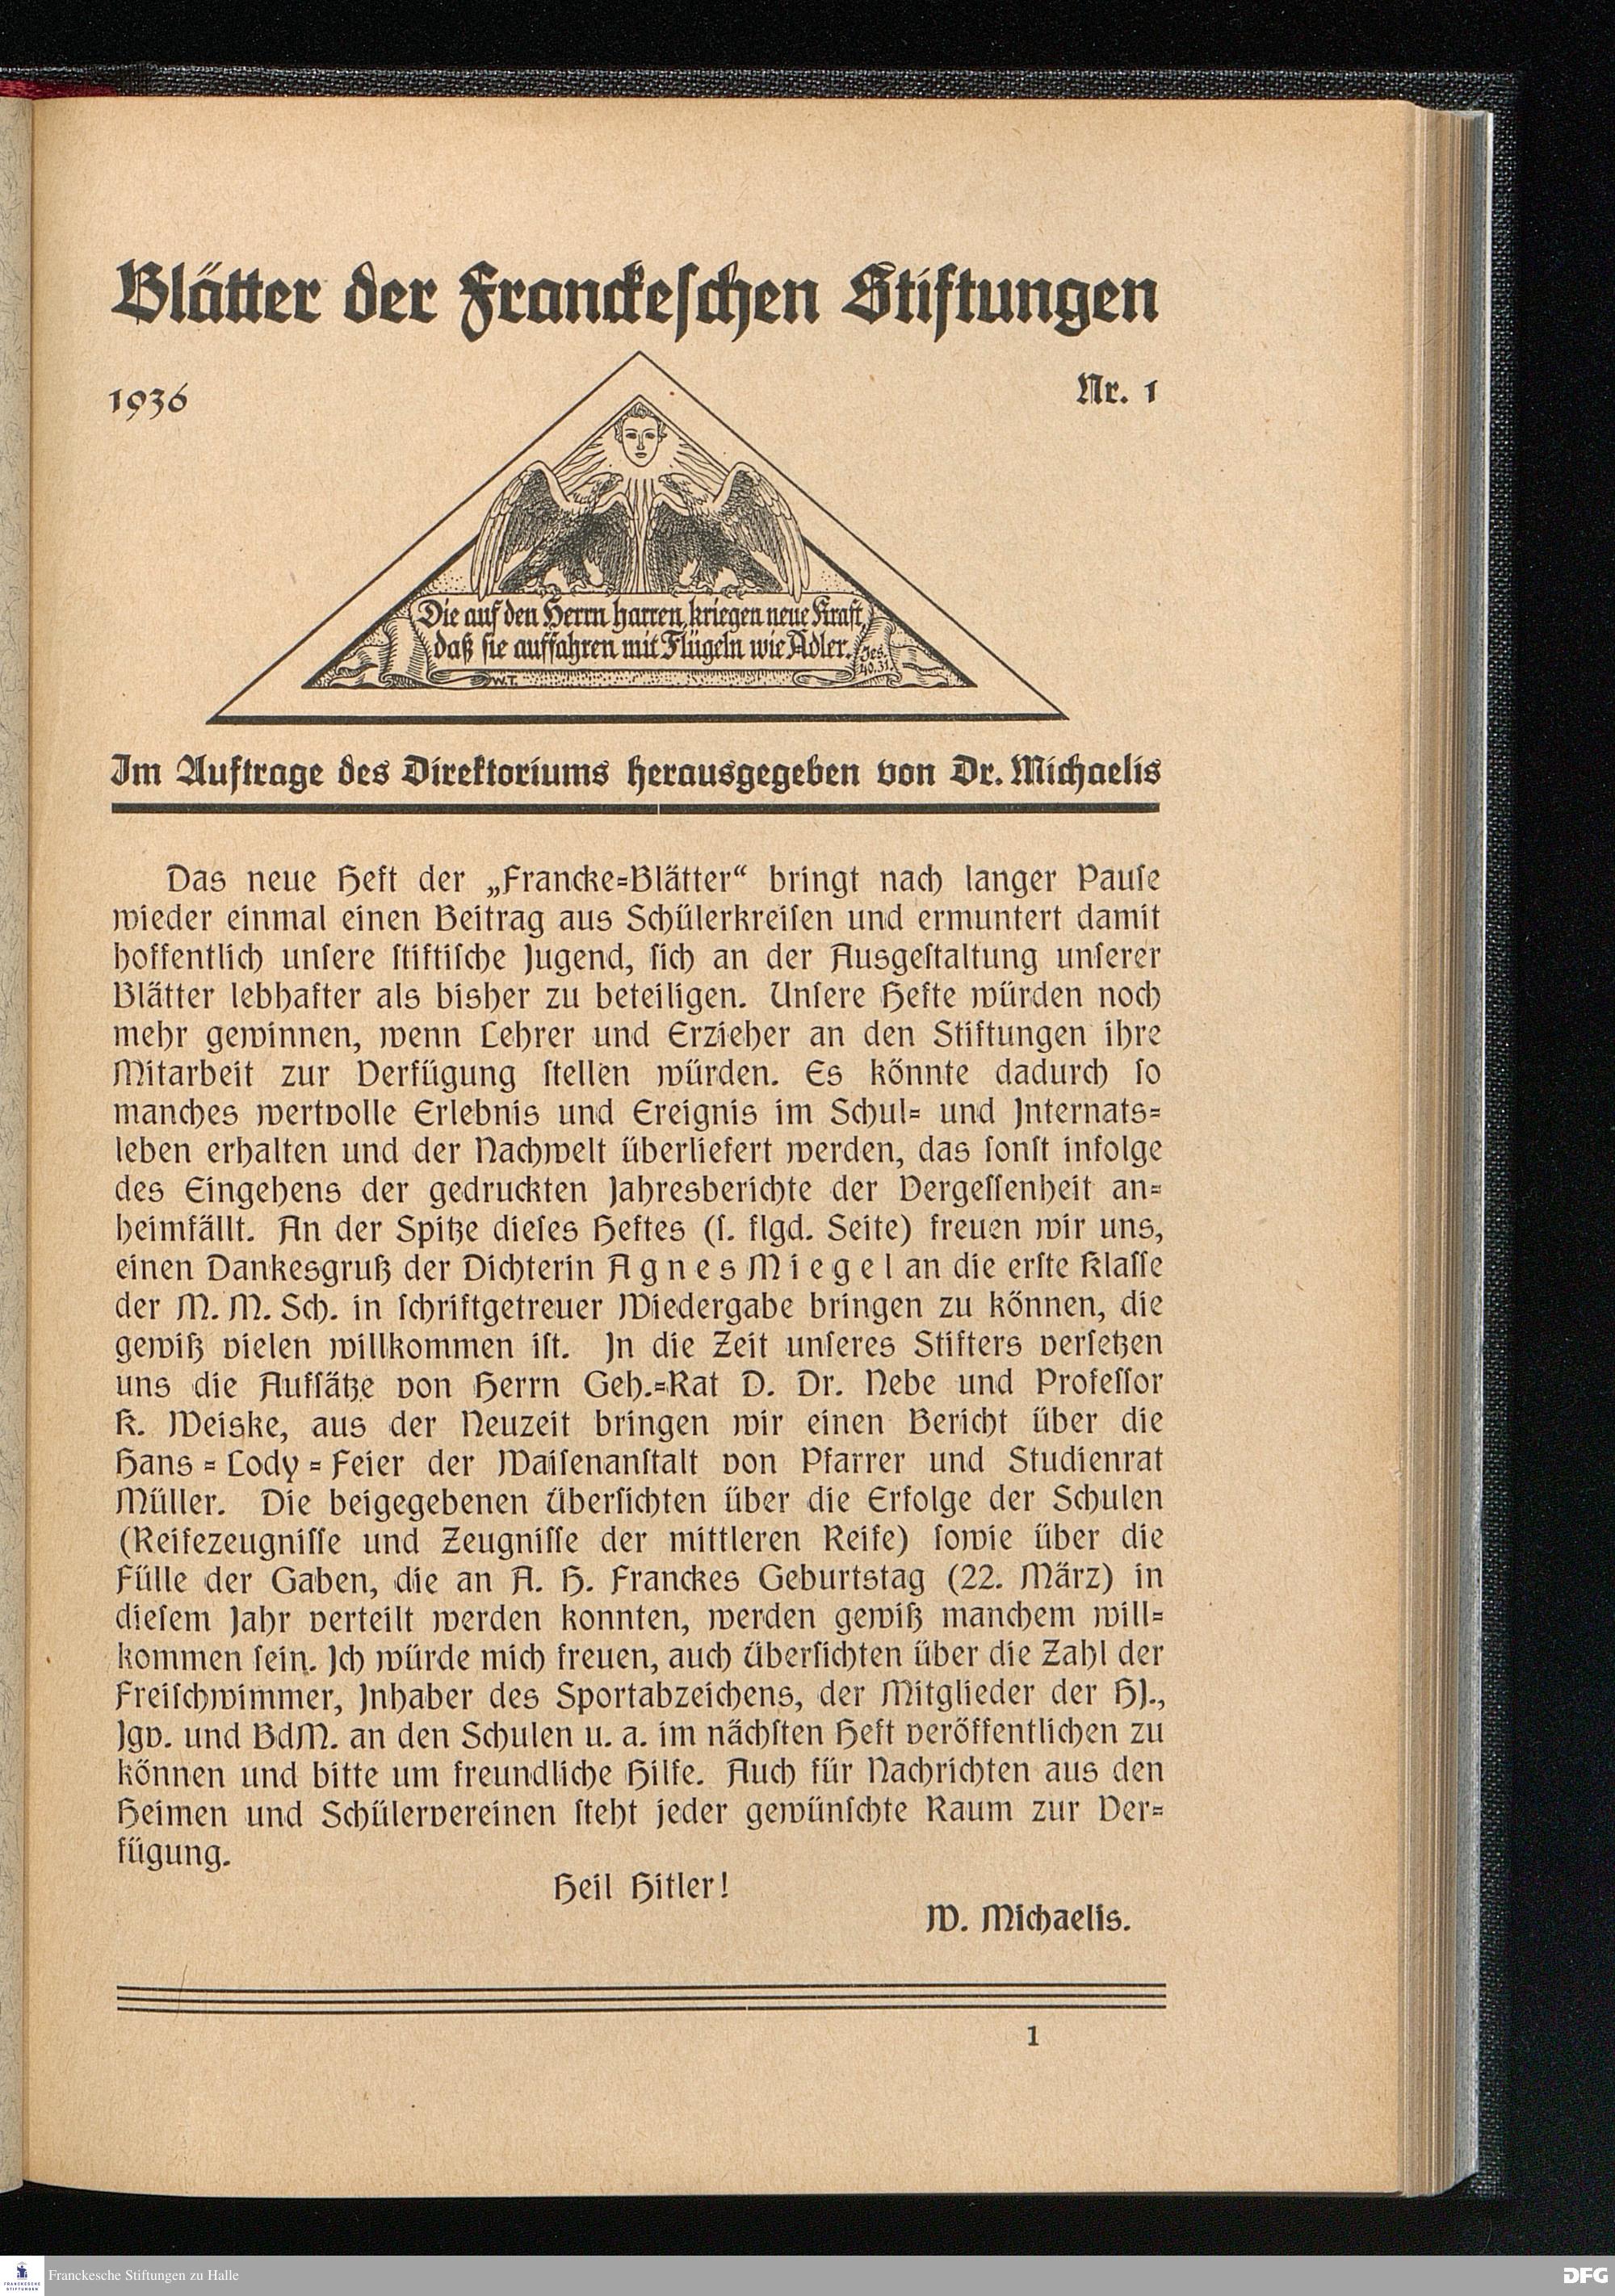 Blätter der Franckeschen Stiftungen
1936
Nr. 1
Die auf den Herrn harren, kriegen neue Kraft,
daß sie auffahren mit Flügeln wie Adler.
Jes.
40.31.
W.T.
Im Auftrage des Direktoriums herausgegeben von Dr. Michaelis
Das neue Heft der „Francke-Blätter“ bringt nach langer Pause
wieder einmal einen Beitrag aus Schülerkreisen und ermuntert damit
hoffentlich unsere stiftische Jugend, sich an der Ausgestaltung unserer
Blätter lebhafter als bisher zu beteiligen. Unsere Hefte würden noch
mehr gewinnen, wenn Lehrer und Erzieher an den Stiftungen ihre
Mitarbeit zur Verfügung stellen würden. Es könnte dadurch so
manches wertvolle Erlebnis und Ereignis im Schul- und Internats-
leben erhalten und der Nachwelt überliefert werden, das sonst infolge
des Eingehens der gedruckten Jahresberichte der Vergessenheit an-
heimfällt. An der Spitze dieses Heftes (s. flgd. Seite) freuen wir uns,
einen Dankesgruß der Dichterin Agnes Miegel an die erste Klasse
der M. M. Sch. in schriftgetreuer Wiedergabe bringen zu können, die
gewiß vielen willkommen ist. In die Zeit unseres Stifters versetzen
uns die Aufsätze von Herrn Geh.-Rat D. Dr. Nebe und Professor
K. Weiske, aus der Neuzeit bringen wir einen Bericht über die
Hans-Lody-Feier der Waisenanstalt von Pfarrer und Studienrat
Müller. Die beigegebenen Übersichten über die Erfolge der Schulen
(Reifezeugnisse und Zeugnisse der mittleren Reife) sowie über die
Fülle der Gaben, die an A. H. Franckes Geburtstag (22. März) in
diesem Jahr verteilt werden konnten, werden gewiß manchem will-
kommen sein. Ich würde mich freuen, auch Übersichten über die Zahl der
Freischwimmer, Inhaber des Sportabzeichens, der Mitglieder der HJ.,
Jgv. und BdM. an den Schulen u. a. im nächsten Heft veröffentlichen zu
können und bitte um freundliche Hilfe. Auch für Nachrichten aus den
Heimen und Schülervereinen steht jeder gewünschte Raum zur Ver-
fügung.
Heil Hitler!
W. Michaelis.
1
FRANCKESCHE
STIFTUNGEN
Franckesche Stiftungen zu Halle
DFG